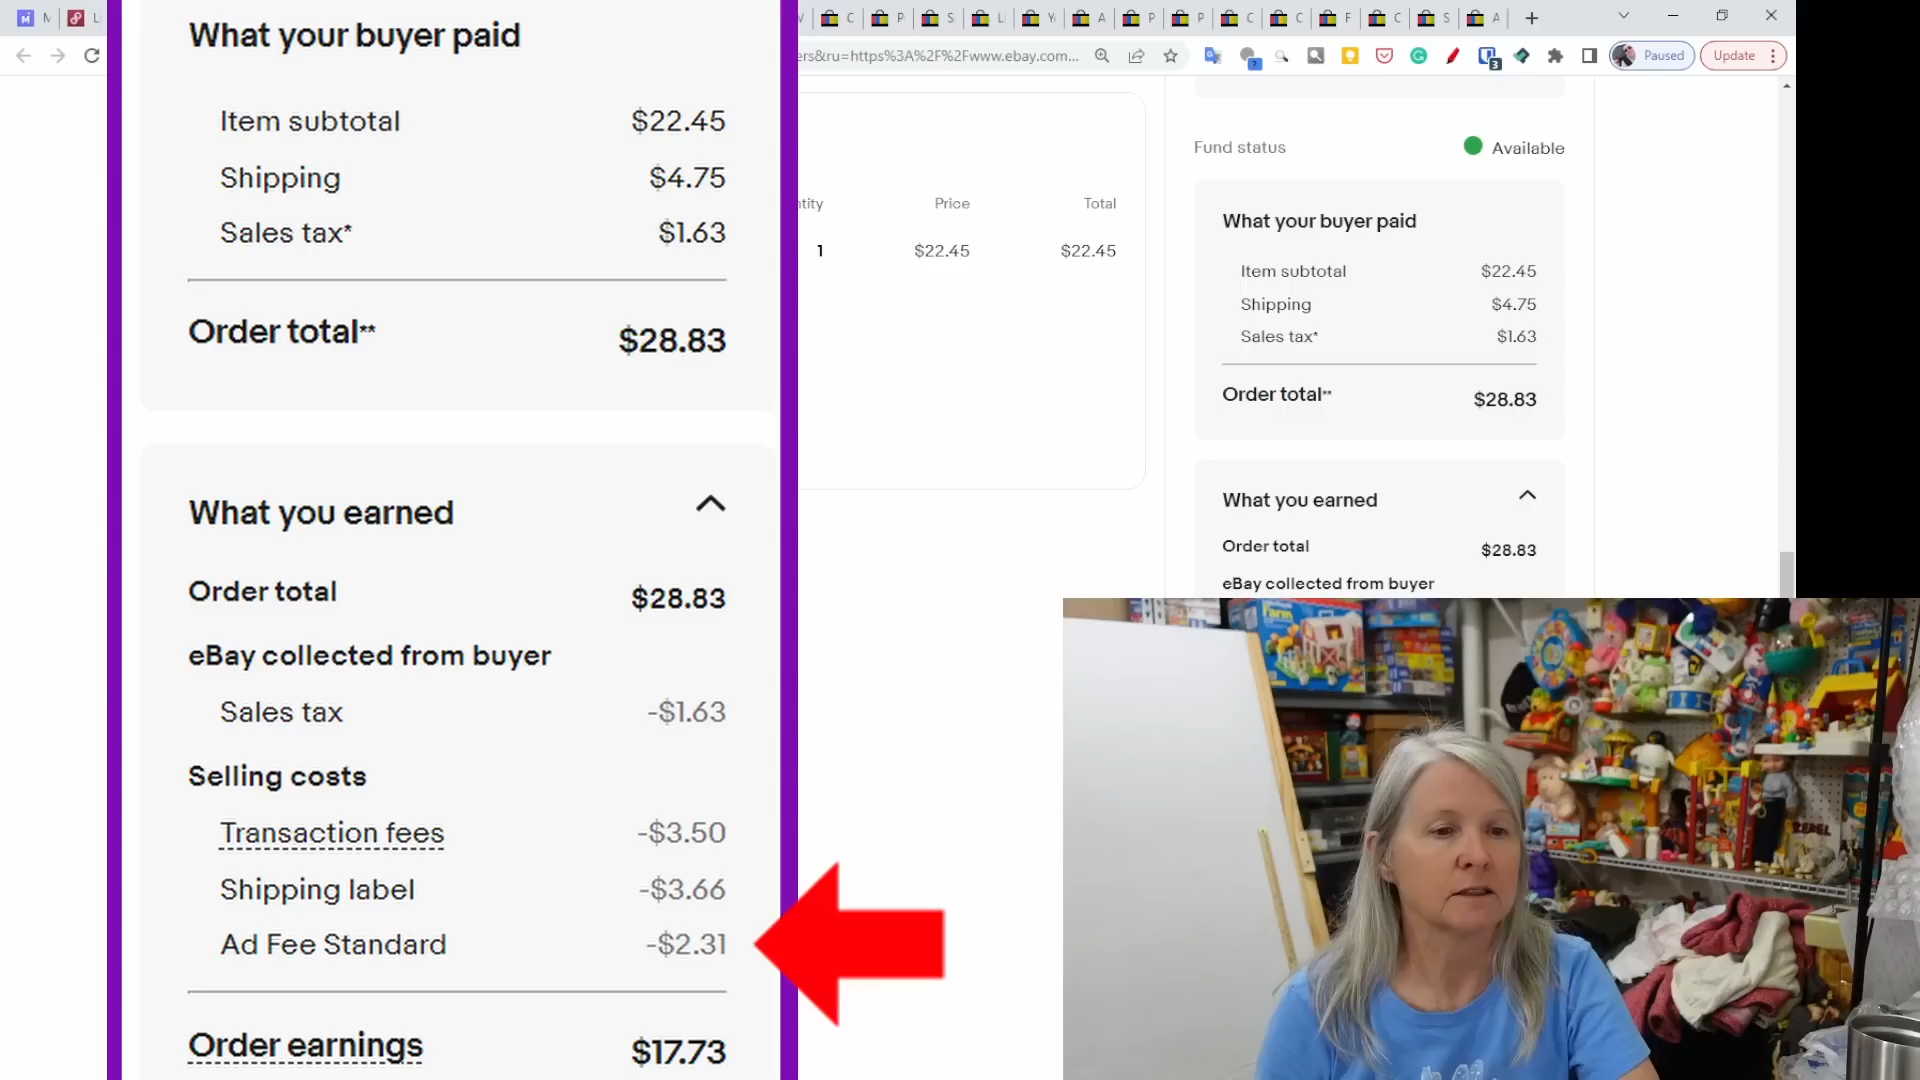 ers&ru=https%3A%2F%2Fwww.ebay.com...
Paused
Update
What your buyer paid
Item subtotal $22.45
Shipping $4.75
Sales tax* $1.63
Order total** $28.83
What you earned
Order total $28.83
eBay collected from buyer
Sales tax -$1.63
Selling costs
Transaction fees -$3.50
Shipping label -$3.66
Ad Fee Standard -$2.31
Order earnings $17.73
ntity Price Total
1 $22.45 $22.45
Fund status Available
What your buyer paid
Item subtotal $22.45
Shipping $4.75
Sales tax* $1.63
Order total** $28.83
What you earned
Order total $28.83
eBay collected from buyer
Farm